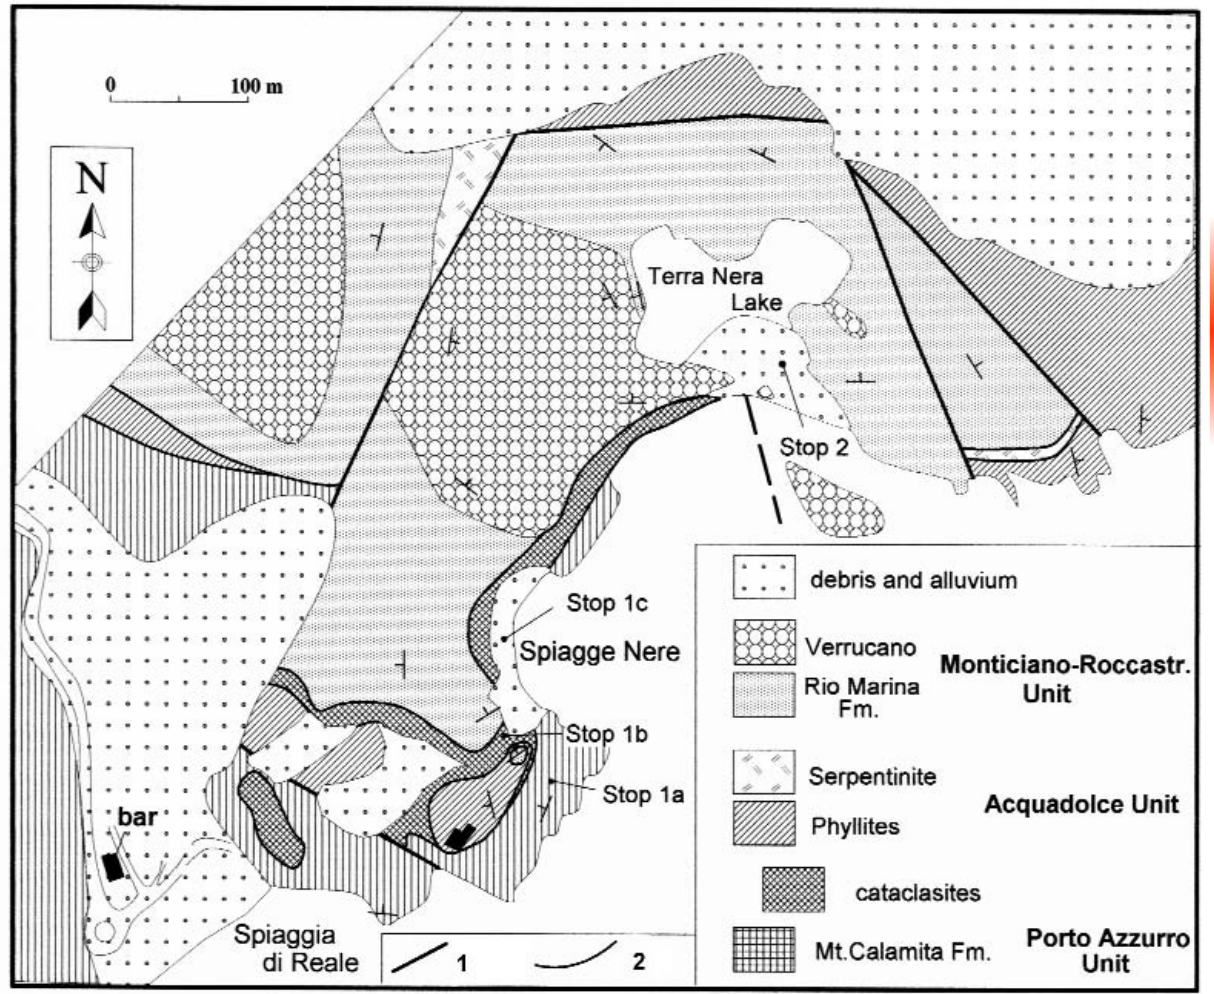 0 100 m
N
Terra Nera
Lake
Stop 2
Stop 1c
Spiagge Nere
Stop 1b
Stop 1a
bar
Spiaggia
di Reale
1 2
debris and alluvium
Verrucano
Rio Marina
Fm.
Monticiano-Roccastr.
Unit
Serpentinite
Phyllites
Acquadolce Unit
cataclasites
Mt.Calamita Fm.
Porto Azzurro
Unit